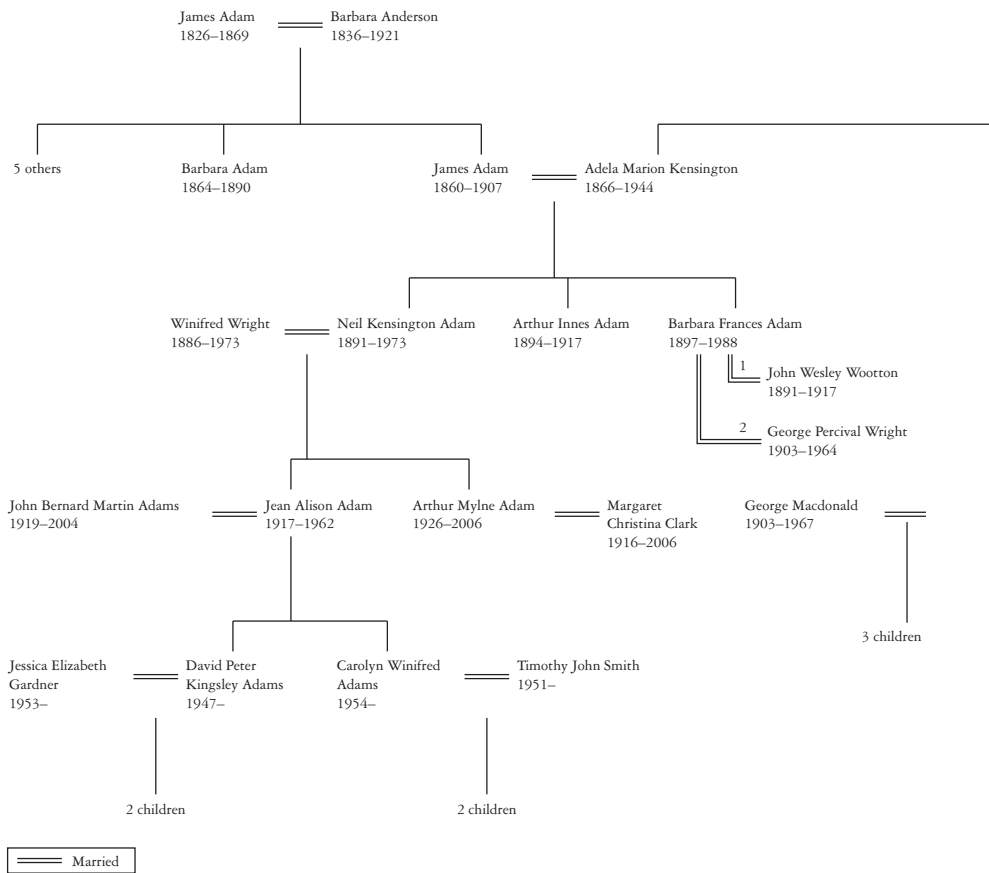 James Adam
1826–1869
Barbara Anderson
1836–1921
5 others
Barbara Adam
1864–1890
James Adam
1860–1907
Adela Marion Kensington
1866–1944
Winifred Wright
1886–1973
Neil Kensington Adam
1891–1973
Arthur Innes Adam
1894–1917
Barbara Frances Adam
1897–1988
1
John Wesley Wootton
1891–1917
2
George Percival Wright
1903–1964
John Bernard Martin Adams
1919–2004
Jean Alison Adam
1917–1962
Arthur Mylne Adam
1926–2006
Margaret
Christina Clark
1916–2006
George Macdonald
1903–1967
3 children
Jessica Elizabeth
Gardner
1953–
David Peter
Kingsley Adams
1947–
Carolyn Winifred
Adams
1954–
Timothy John Smith
1951–
2 children
2 children
Married